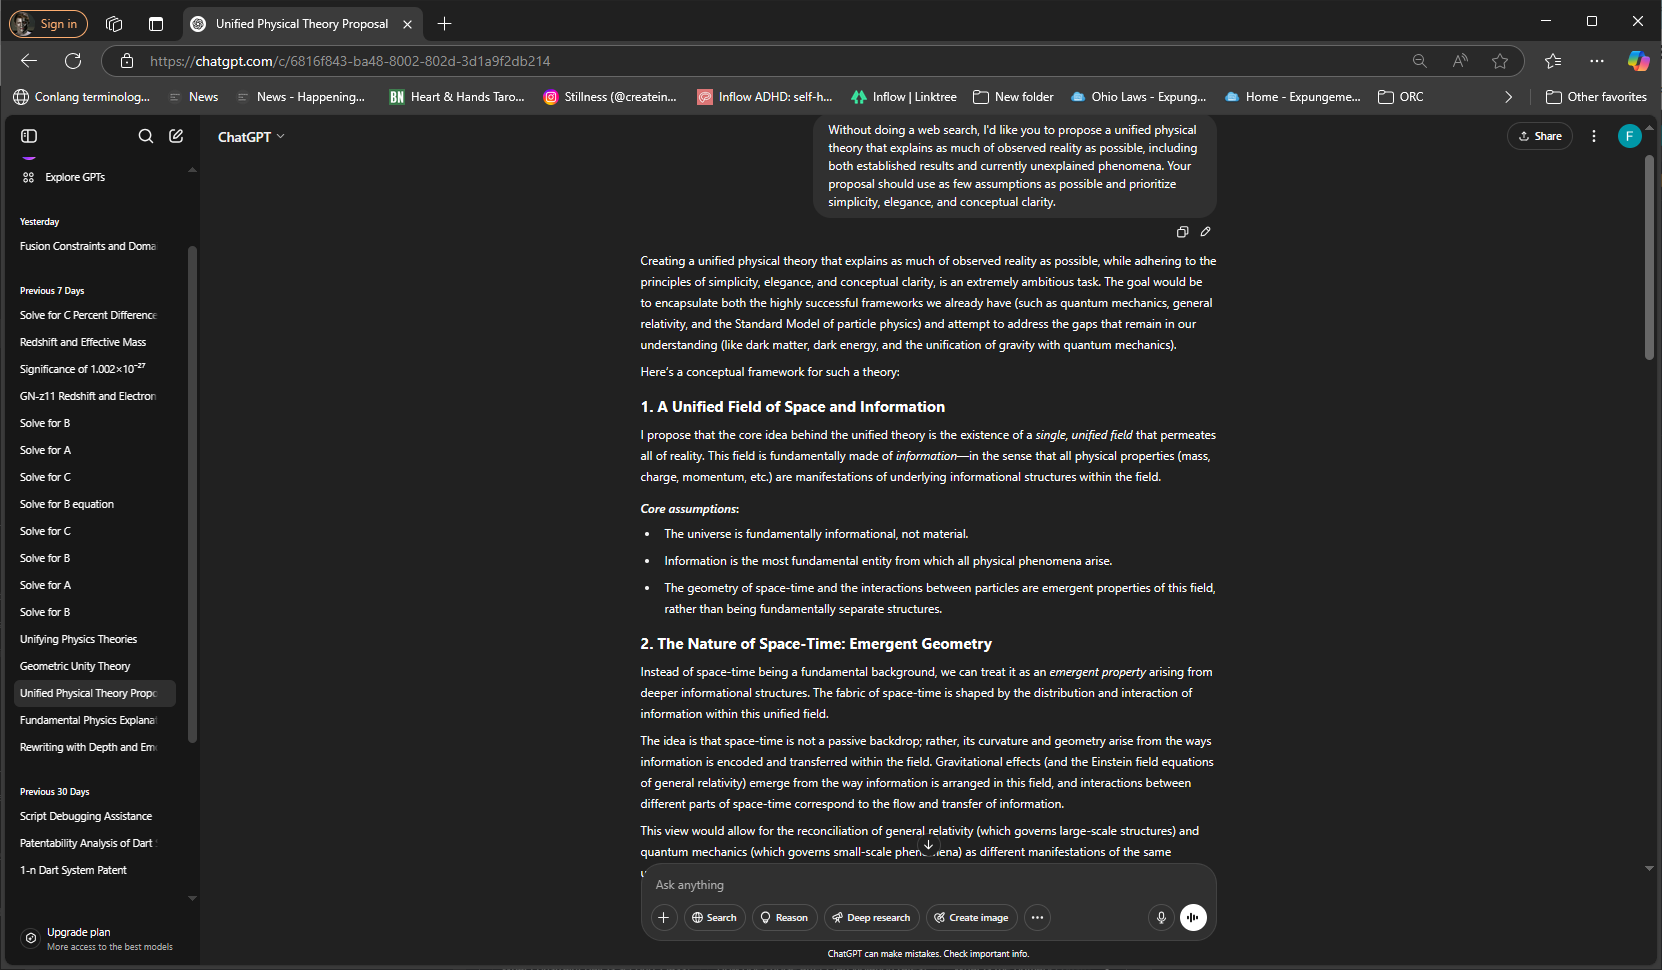 Sign in
Unified Physical Theory Proposal
https://chatgpt.com/c/6816f843-ba48-8002-802d-3d1a9f2db214
Conlang terminolog...
News
News - Happening...
BN Heart & Hands Taro...
Stillness (@createin...
Inflow ADHD: self-h...
Inflow | Linktree
New folder
Ohio Laws - Expung...
Home - Expungeme...
ORC
Other favorites
ChatGPT
Share
F
Explore GPTs
Yesterday
Fusion Constraints and Doma
Previous 7 Days
Solve for C Percent Difference
Redshift and Effective Mass
Significance of 1.002×10⁻²⁷
GN-z11 Redshift and Electron
Solve for B
Solve for A
Solve for C
Solve for B equation
Solve for C
Solve for B
Solve for A
Solve for B
Unifying Physics Theories
Geometric Unity Theory
Unified Physical Theory Propo
Fundamental Physics Explanat
Rewriting with Depth and Emo
Previous 30 Days
Script Debugging Assistance
Patentability Analysis of Dart
1-n Dart System Patent
Upgrade plan
More access to the best models
Without doing a web search, I'd like you to propose a unified physical
theory that explains as much of observed reality as possible, including
both established results and currently unexplained phenomena. Your
proposal should use as few assumptions as possible and prioritize
simplicity, elegance, and conceptual clarity.
Creating a unified physical theory that explains as much of observed reality as possible, while adhering to the
principles of simplicity, elegance, and conceptual clarity, is an extremely ambitious task. The goal would be
to encapsulate both the highly successful frameworks we already have (such as quantum mechanics, general
relativity, and the Standard Model of particle physics) and attempt to address the gaps that remain in our
understanding (like dark matter, dark energy, and the unification of gravity with quantum mechanics).
Here's a conceptual framework for such a theory:
1. A Unified Field of Space and Information
I propose that the core idea behind the unified theory is the existence of a single, unified field that permeates
all of reality. This field is fundamentally made of information—in the sense that all physical properties (mass,
charge, momentum, etc.) are manifestations of underlying informational structures within the field.
Core assumptions:
• The universe is fundamentally informational, not material.
• Information is the most fundamental entity from which all physical phenomena arise.
• The geometry of space-time and the interactions between particles are emergent properties of this field,
rather than being fundamentally separate structures.
2. The Nature of Space-Time: Emergent Geometry
Instead of space-time being a fundamental background, we can treat it as an emergent property arising from
deeper informational structures. The fabric of space-time is shaped by the distribution and interaction of
information within this unified field.
The idea is that space-time is not a passive backdrop; rather, its curvature and geometry arise from the ways
information is encoded and transferred within the field. Gravitational effects (and the Einstein field equations
of general relativity) emerge from the way information is arranged in this field, and interactions between
different parts of space-time correspond to the flow and transfer of information.
This view would allow for the reconciliation of general relativity (which governs large-scale structures) and
quantum mechanics (which governs small-scale phenomena) as different manifestations of the same
Ask anything
Search
Reason
Deep research
Create image
ChatGPT can make mistakes. Check important info.